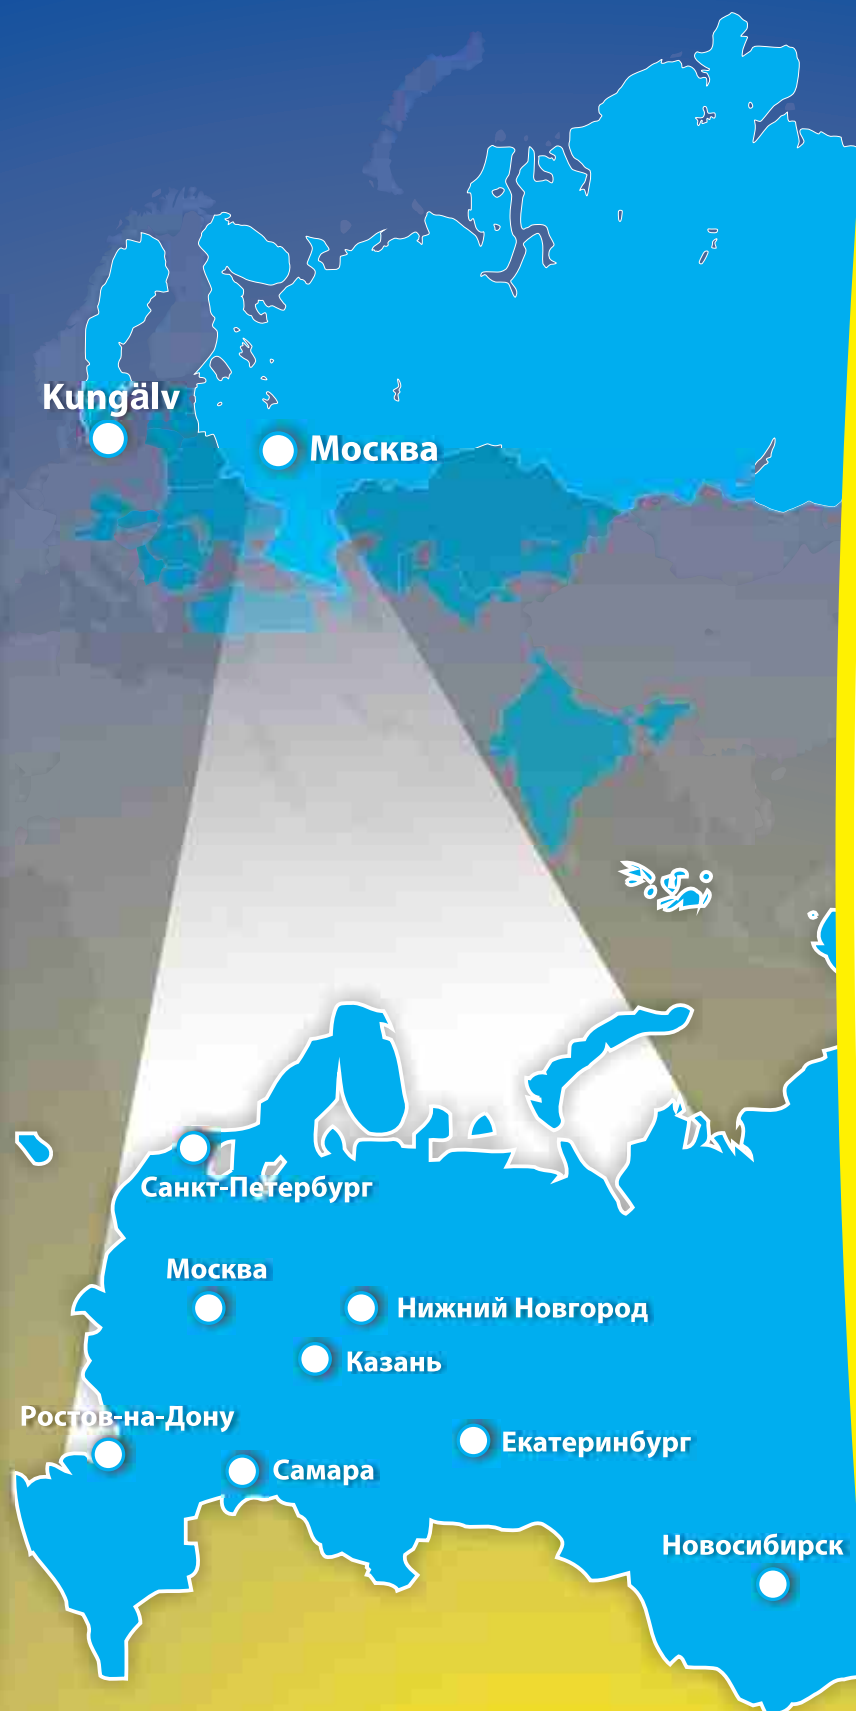 Kungälv
Москва
Санкт-Петербург
Москва
Нижний Новгород
Казань
Ростов-на-Дону
Екатеринбург
Самара
Новосибирск